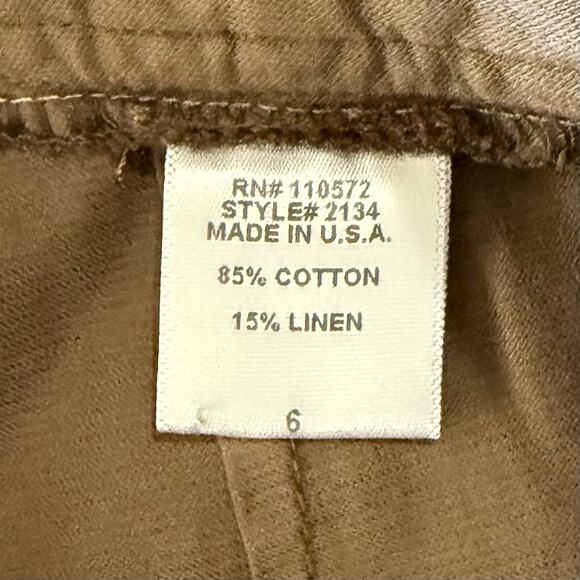 RN# 110572
STYLE# 2134
MADE IN U.S.A.
85% COTTON
15% LINEN
6